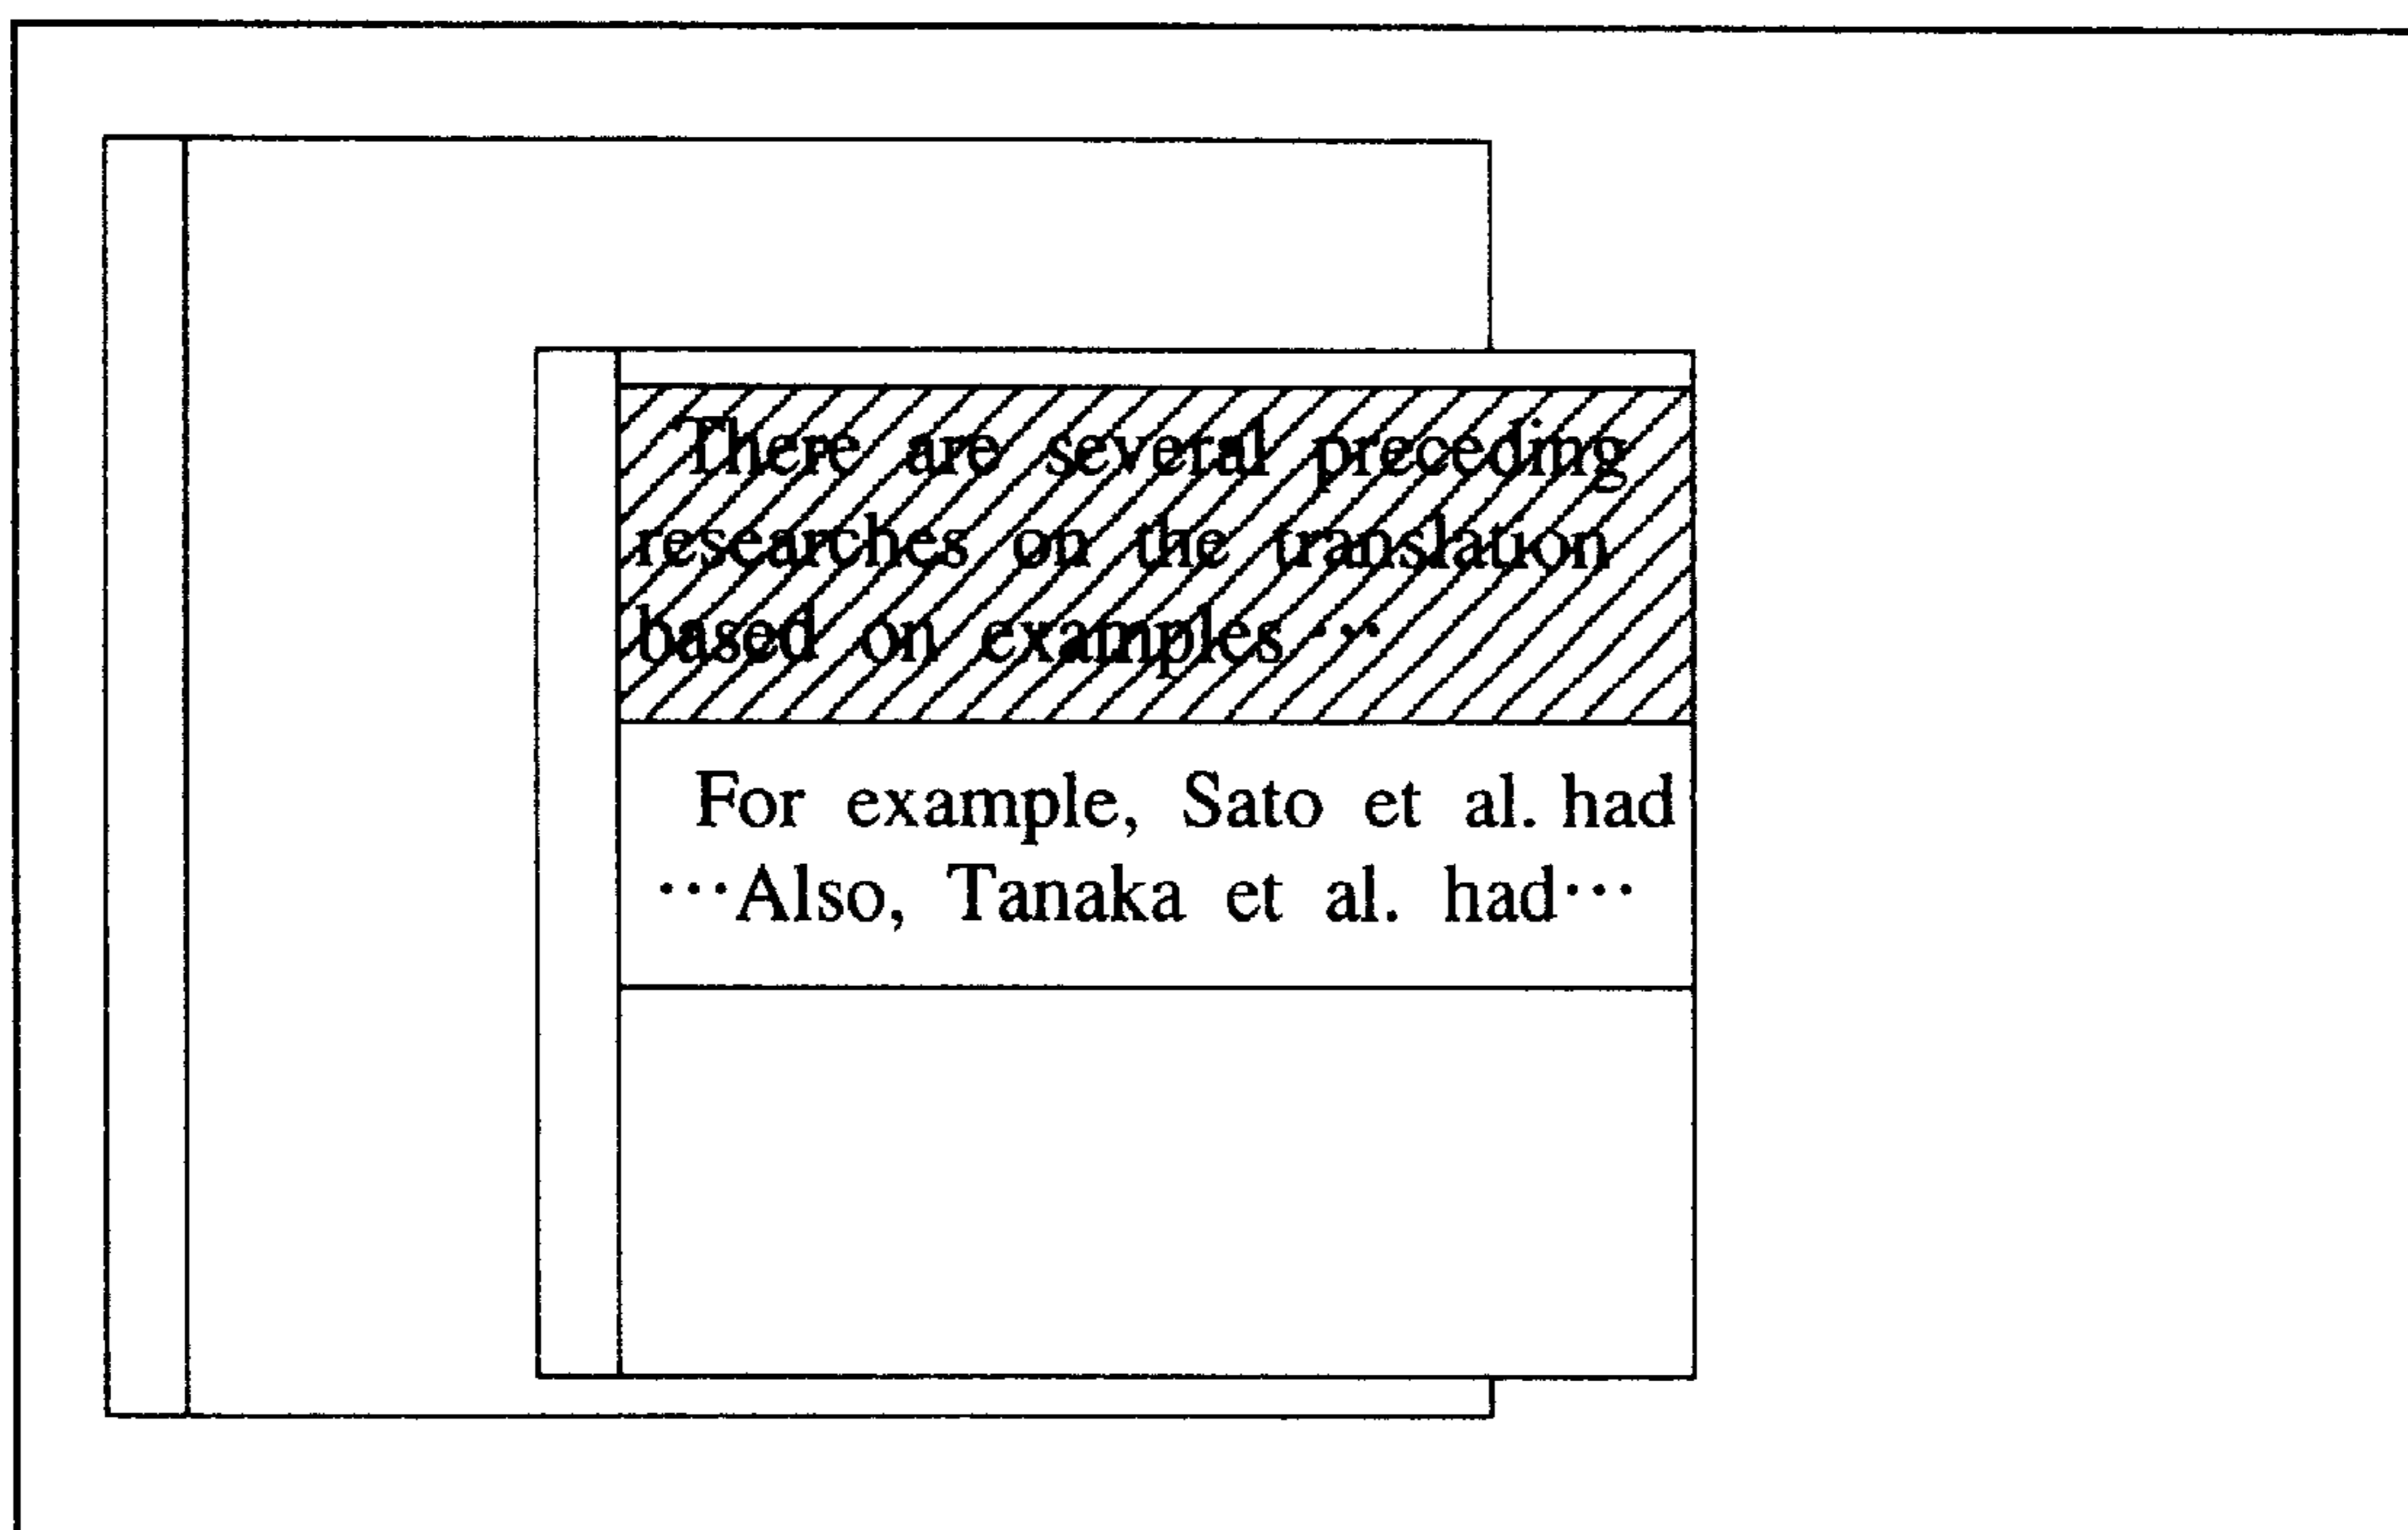 There are several preceding
researches on the translation
based on examples ···
For example, Sato et al. had
···Also, Tanaka et al. had···